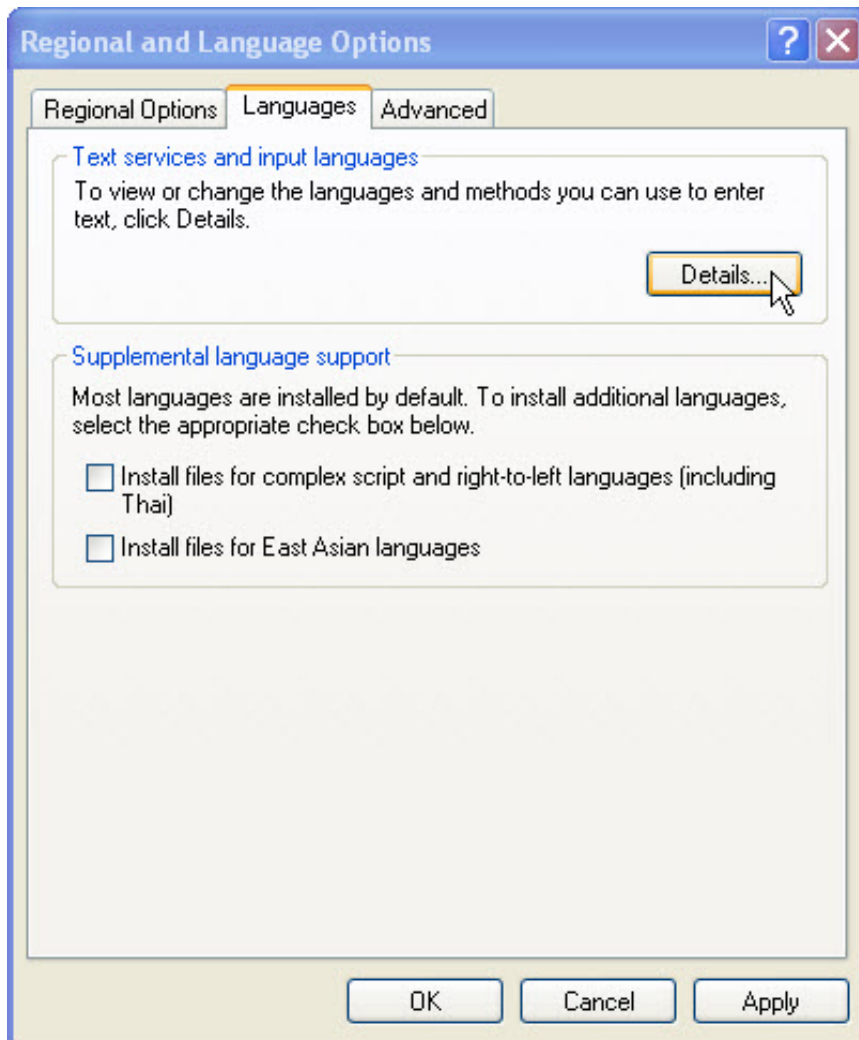 Regional and Language Options
Regional Options
Languages
Advanced
Text services and input languages
To view or change the languages and methods you can use to enter
text, click Details.
Details...
Supplemental language support
Most languages are installed by default. To install additional languages,
select the appropriate check box below.
Install files for complex script and right-to-left languages (including
Thai)
Install files for East Asian languages
OK
Cancel
Apply